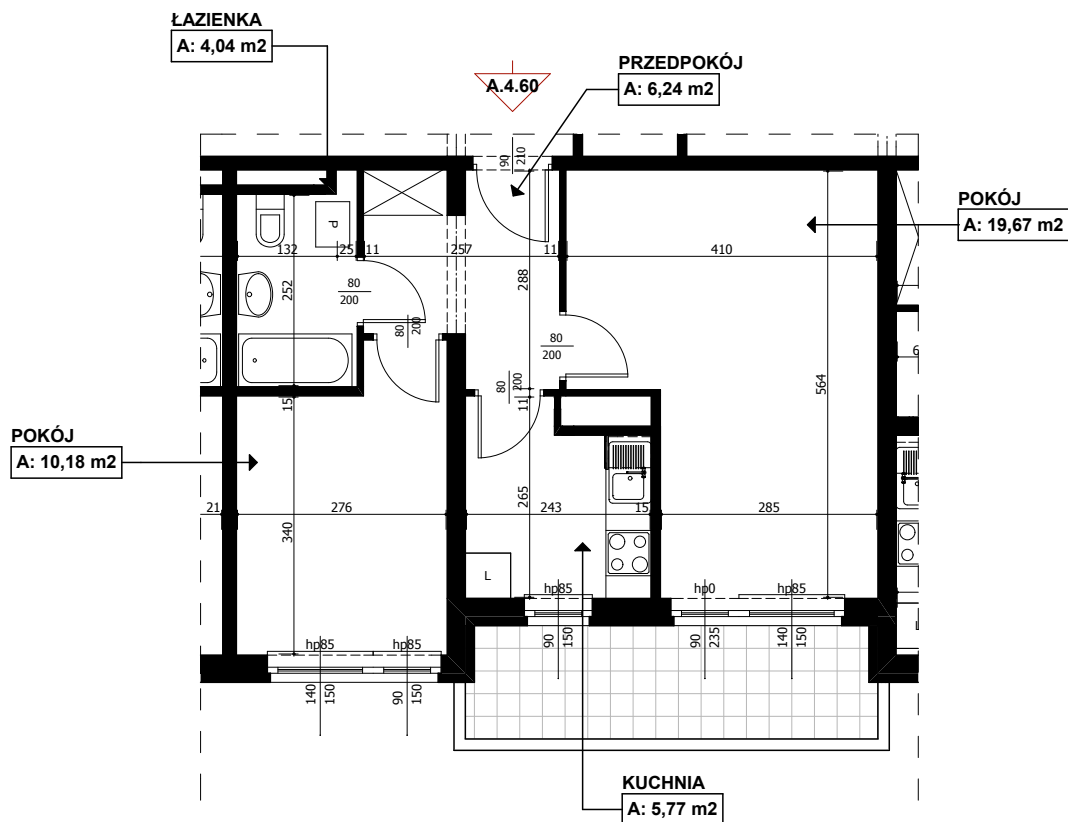 ŁAZIENKA
A: 4,04 m2
A.4.60
PRZEDPOKÓJ
A: 6,24 m2
90
210
POKÓJ
A: 19,67 m2
P
132
25
11
257
11
410
252
288
80
200
80
200
80
200
80
200
564
6
15
11
POKÓJ
A: 10,18 m2
21
276
340
265
243
15
285
L
hp85
hp0
hp85
hp85
hp85
90
150
90
235
140
150
140
150
90
150
KUCHNIA
A: 5,77 m2